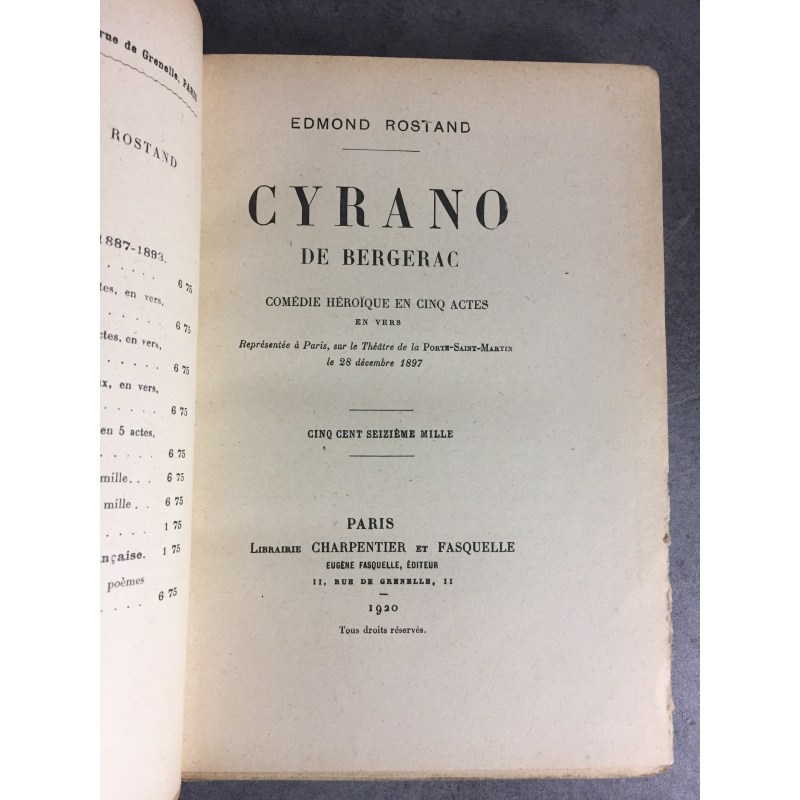 rue de Grenelle, PARIS
ROSTAND
1887-1893.
6 75
tes, en vers,
6 75
ctes, en vers,
6 75
x, en vers,
6 75
en 5 actes,
6 75
mille. . . 6 75
mille . . 6 75
1 75
nçaise. 1 75
poèmes
6 75
EDMOND ROSTAND
CYRANO
DE BERGERAC
COMÉDIE HÉROÏQUE EN CINQ ACTES
EN VERS
Représentée à Paris, sur le Théâtre de la PORTE-SAINT-MARTIN
le 28 décembre 1897
CINQ CENT SEIZIÈME MILLE
PARIS
LIBRAIRIE CHARPENTIER ET FASQUELLE
EUGÈNE FASQUELLE, ÉDITEUR
11, RUE DE GRENELLE, 11
1920
Tous droits réservés.